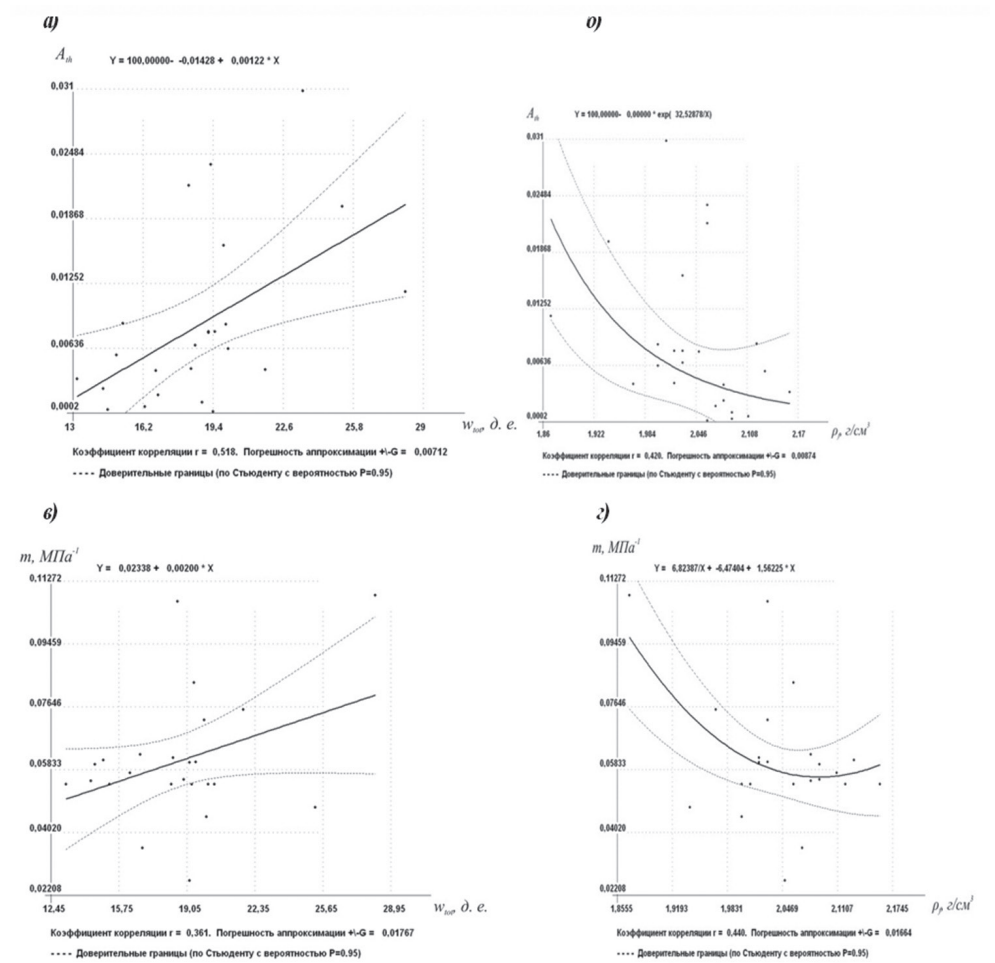 а)
A_th
Y = 100,00000- -0,01428 + 0,00122 * X
0,031
0,02484
0,01868
0,01252
0,00636
0,0002
13 16,2 19,4 22,6 25,8 29
w_tot, д. е.
Коэффициент корреляции r = 0,518. Погрешность аппроксимации +\-G = 0,00712
---- Доверительные границы (по Стьюденту с вероятностью P=0.95)
о)
A_th
Y = 100,00000- 0,00000 * exp( 32,52878/X)
0,031
0,02484
0,01868
0,01252
0,00636
0,0002
1,86 1,922 1,984 2,046 2,108 2,17
ρ_f, г/см³
Коэффициент корреляции r = 0,420. Погрешность аппроксимации +\-G = 0,00874
---- Доверительные границы (по Стьюденту с вероятностью P=0.95)
в)
m, МПа⁻¹
Y = 0,02338 + 0,00200 * X
0,11272
0,09459
0,07646
0,05833
0,04020
0,02208
12,45 15,75 19,05 22,35 25,65 28,95
w_tot, д. е.
Коэффициент корреляции r = 0,361. Погрешность аппроксимации +\-G = 0,01767
---- Доверительные границы (по Стьюденту с вероятностью P=0.95)
г)
m, МПа⁻¹
Y = 6,82387/X + -6,47404 + 1,56225 * X
0,11272
0,09459
0,07646
0,05833
0,04020
0,02208
1,8555 1,9193 1,9831 2,0469 2,1107 2,1745
ρ_f, г/см³
Коэффициент корреляции r = 0,440. Погрешность аппроксимации +\-G = 0,01664
---- Доверительные границы (по Стьюденту с вероятностью P=0.95)